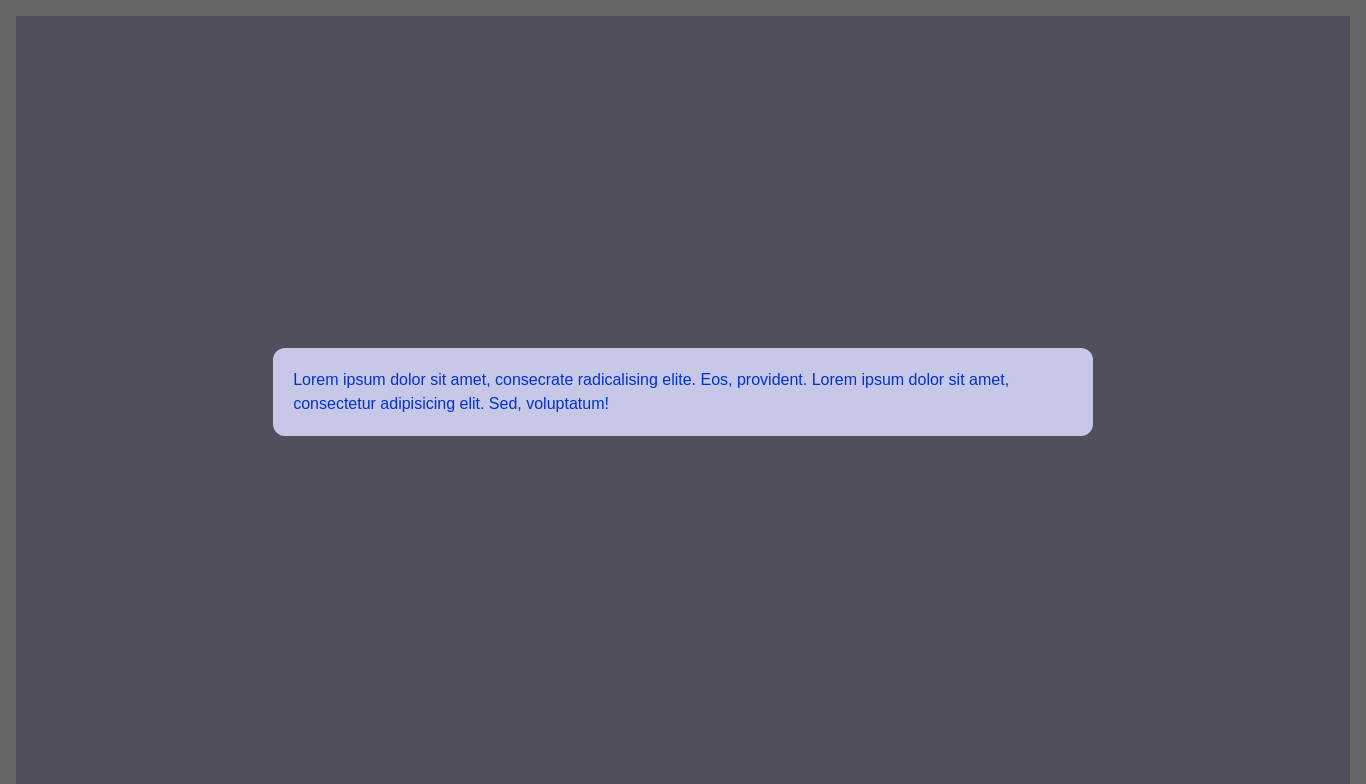 Lorem ipsum dolor sit amet, consecrate radicalising elite. Eos, provident. Lorem ipsum dolor sit amet,
consectetur adipisicing elit. Sed, voluptatum!